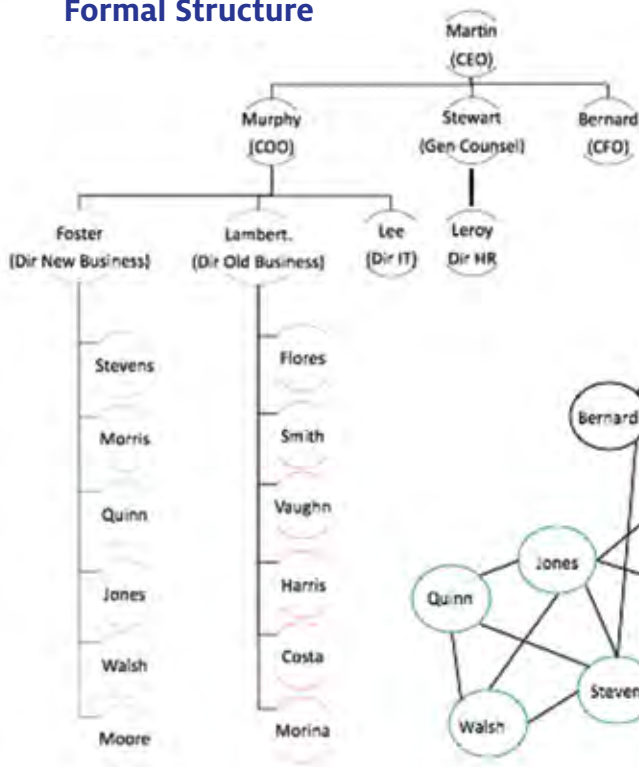 Formal Structure
Martin
(CEO)
Murphy
(COO)
Stewart
(Gen Counsel)
Bernard
(CFO)
Foster
(Dir New Business)
Lambert.
(Dir Old Business)
Lee
(Dir IT)
Leroy
Dir HR
Stevens
Morris
Quinn
Jones
Walsh
Moore
Flores
Smith
Vaughn
Harris
Costa
Morina
Bernard
Jones
Quinn
Steven
Walsh